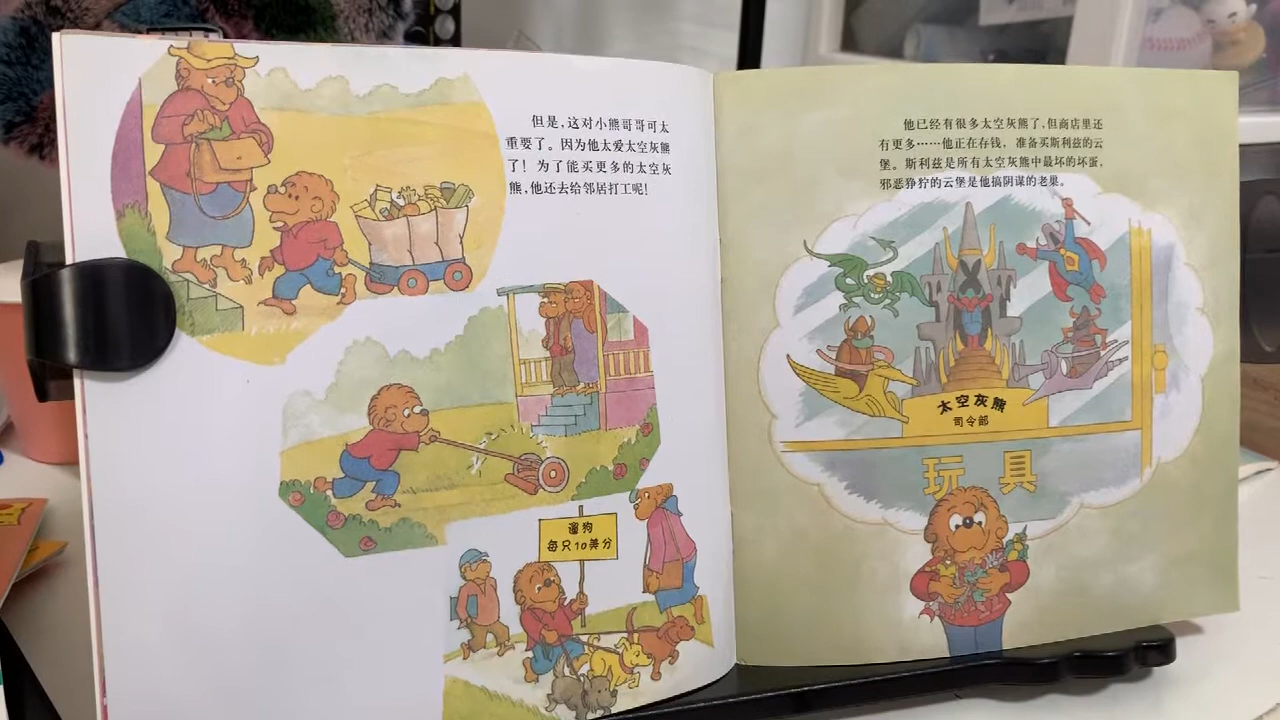 但是，这对小熊哥哥可太
重要了。因为他太爱太空灰熊
了！为了能买更多的太空灰
熊，他还去给邻居打工呢！
遛狗
每只10美分
他已经有很多太空灰熊了，但商店里还
有更多……他正在存钱，准备买斯利兹的云
堡。斯利兹是所有太空灰熊中最坏的坏蛋，
邪恶狰狞的云堡是他搞阴谋的老巢。
太空灰熊
司令部
玩具